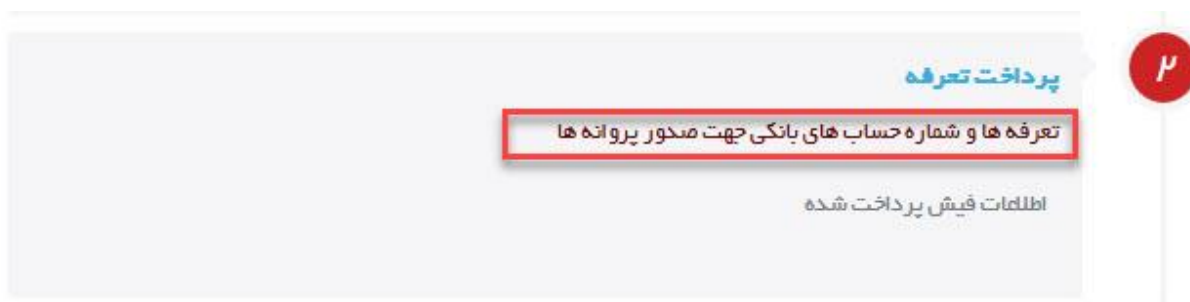 ۲
پرداخت تعرفه
تعرفه ها و شماره حساب های بانکی جهت صدور پروانه ها
اطلاعات فیش پرداخت شده